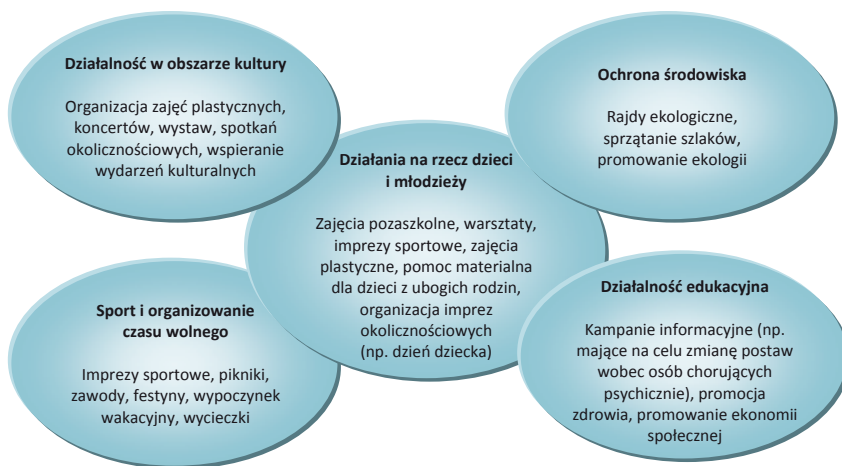 Działalność w obszarze kultury
Organizacja zajęć plastycznych,
koncertów, wystaw, spotkań
okolicznościowych, wspieranie
wydarzeń kulturalnych
Ochrona środowiska
Rajdy ekologiczne,
sprzątanie szlaków,
promowanie ekologii
Działania na rzecz dzieci
i młodzieży
Zajęcia pozaszkolne, warsztaty,
imprezy sportowe, zajęcia
plastyczne, pomoc materialna
dla dzieci z ubogich rodzin,
organizacja imprez
okolicznościowych
(np. dzień dziecka)
Sport i organizowanie
czasu wolnego
Imprezy sportowe, pikniki,
zawody, festyny, wypoczynek
wakacyjny, wycieczki
Działalność edukacyjna
Kampanie informacyjne (np.
mające na celu zmianę postaw
wobec osób chorujących
psychicznie), promocja
zdrowia, promowanie ekonomii
społecznej